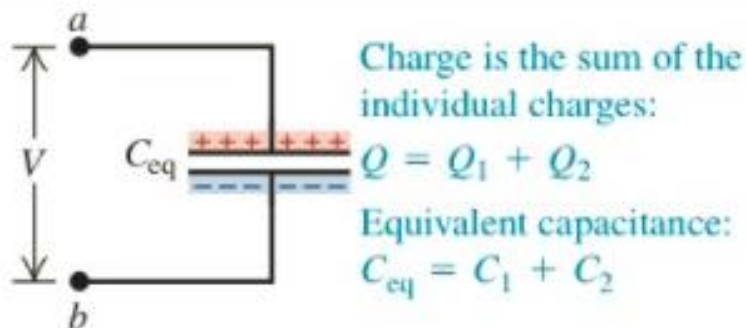 a
V
C_eq
+ + + + + +
− − − − − −
b
Charge is the sum of the
individual charges:
Q = Q₁ + Q₂
Equivalent capacitance:
C_eq = C₁ + C₂